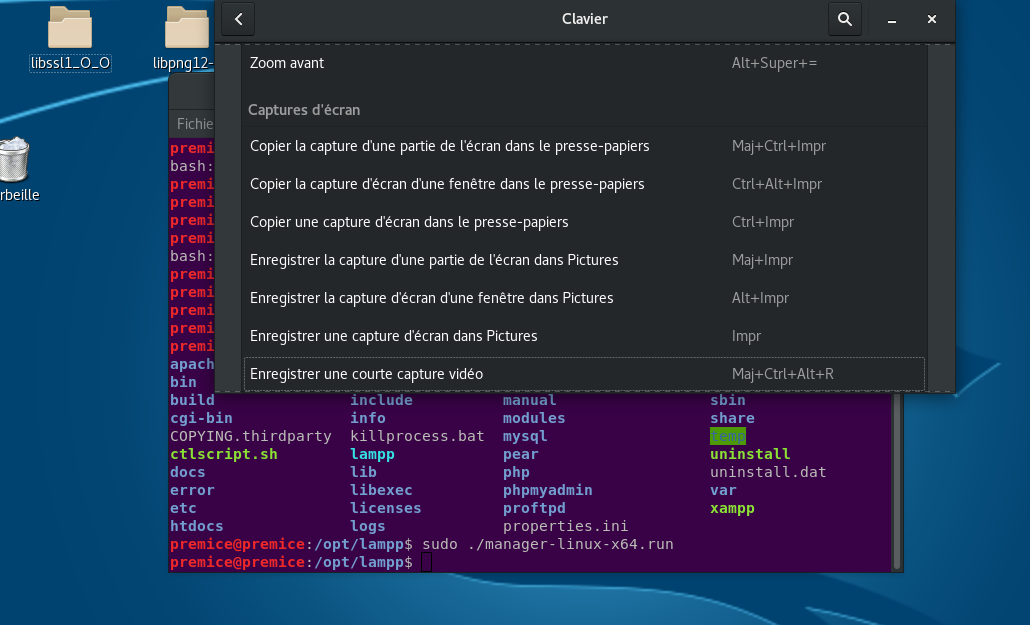 Clavier
libssl1_0_0
libpng12-
rbeille
Zoom avant Alt+Super+=
Captures d'écran
Copier la capture d'une partie de l'écran dans le presse-papiers Maj+Ctrl+Impr
Copier la capture d'écran d'une fenêtre dans le presse-papiers Ctrl+Alt+Impr
Copier une capture d'écran dans le presse-papiers Ctrl+Impr
Enregistrer la capture d'une partie de l'écran dans Pictures Maj+Impr
Enregistrer la capture d'écran d'une fenêtre dans Pictures Alt+Impr
Enregistrer une capture d'écran dans Pictures Impr
Enregistrer une courte capture vidéo Maj+Ctrl+Alt+R
Fichie
premi
bash:
premi
premi
premi
premi
bash:
premi
premi
premi
premi
premi
apach
bin
build include manual sbin
cgi-bin info modules share
COPYING.thirdparty killprocess.bat mysql temp
ctlscript.sh lampp pear uninstall
docs lib php uninstall.dat
error libexec phpmyadmin var
etc licenses proftpd xampp
htdocs logs properties.ini
premice@premice:/opt/lampp$ sudo ./manager-linux-x64.run
premice@premice:/opt/lampp$